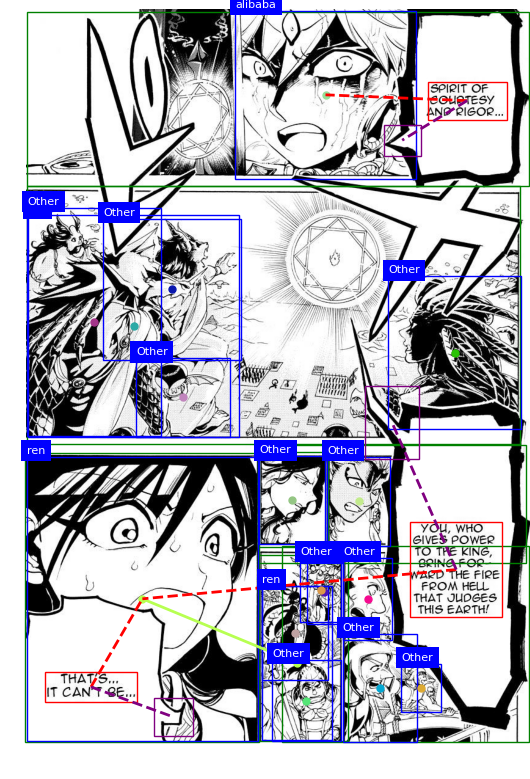 alibaba
SPIRIT OF
COURTESY
AND RIGOR...
Other
Other
Other
Other
ren
Other
Other
YOU, WHO
GIVES POWER
TO THE KING,
BRING FOR-
WARD THE FIRE
FROM HELL
THAT JUDGES
THIS EARTH!
Other
Other
ren
Other
Other
Other
THAT'S...
IT CAN'T BE...